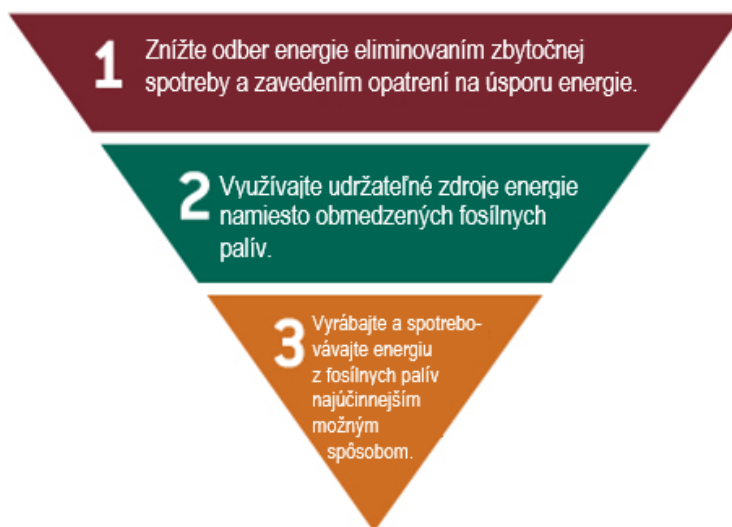 1 Znížte odber energie eliminovaním zbytočnej
spotreby a zavedením opatrení na úsporu energie.
2 Využívajte udržateľné zdroje energie
namiesto obmedzených fosílnych
palív.
3 Vyrábajte a spotrebo-
vávajte energiu
z fosílnych palív
najúčinnejším
možným
spôsobom.